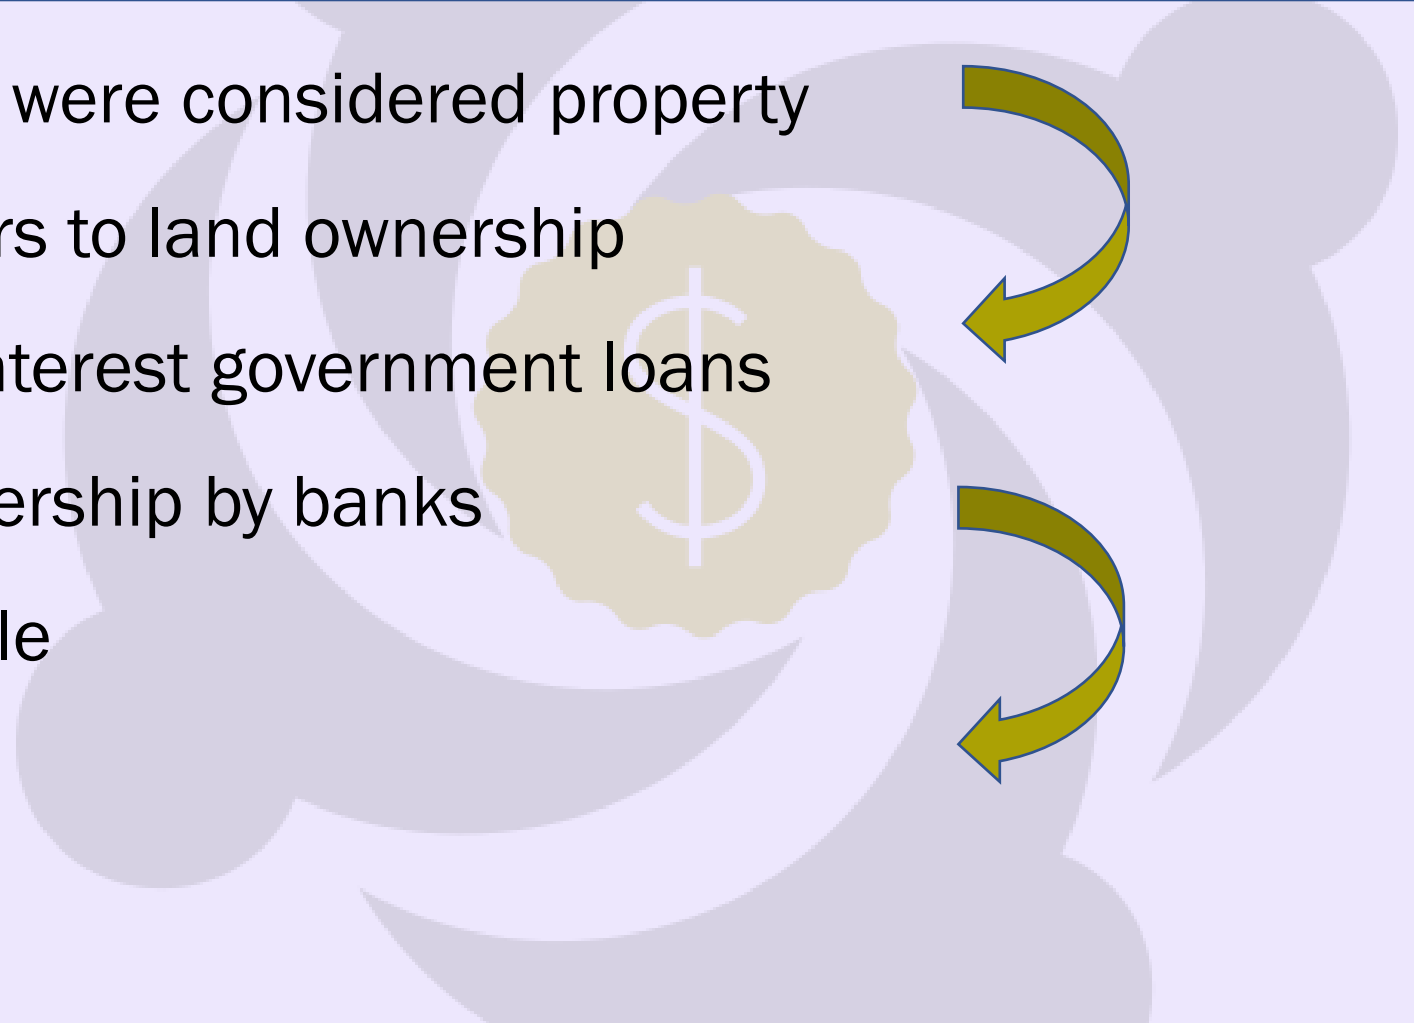 were considered property
rs to land ownership
nterest government loans
ership by banks
le
$